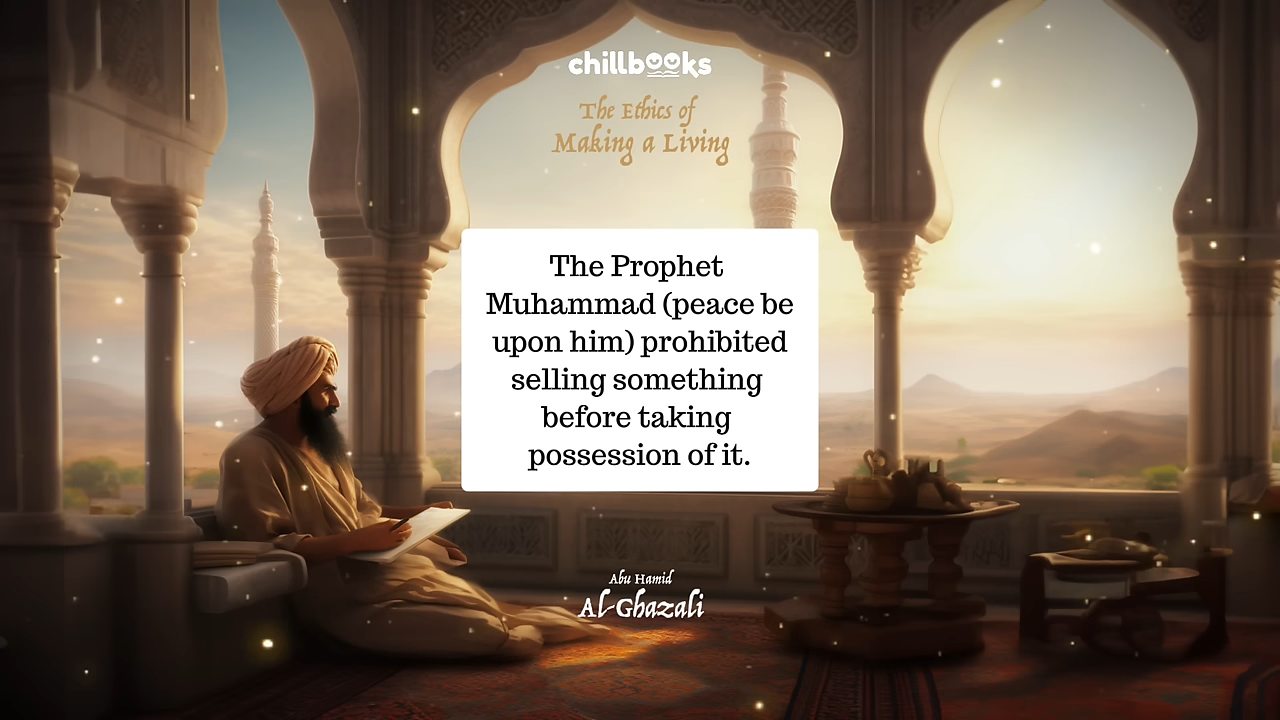 chillbooks
The Ethics of
Making a Living
The Prophet
Muhammad (peace be
upon him) prohibited
selling something
before taking
possession of it.
Abu Hamid
Al-Ghazali